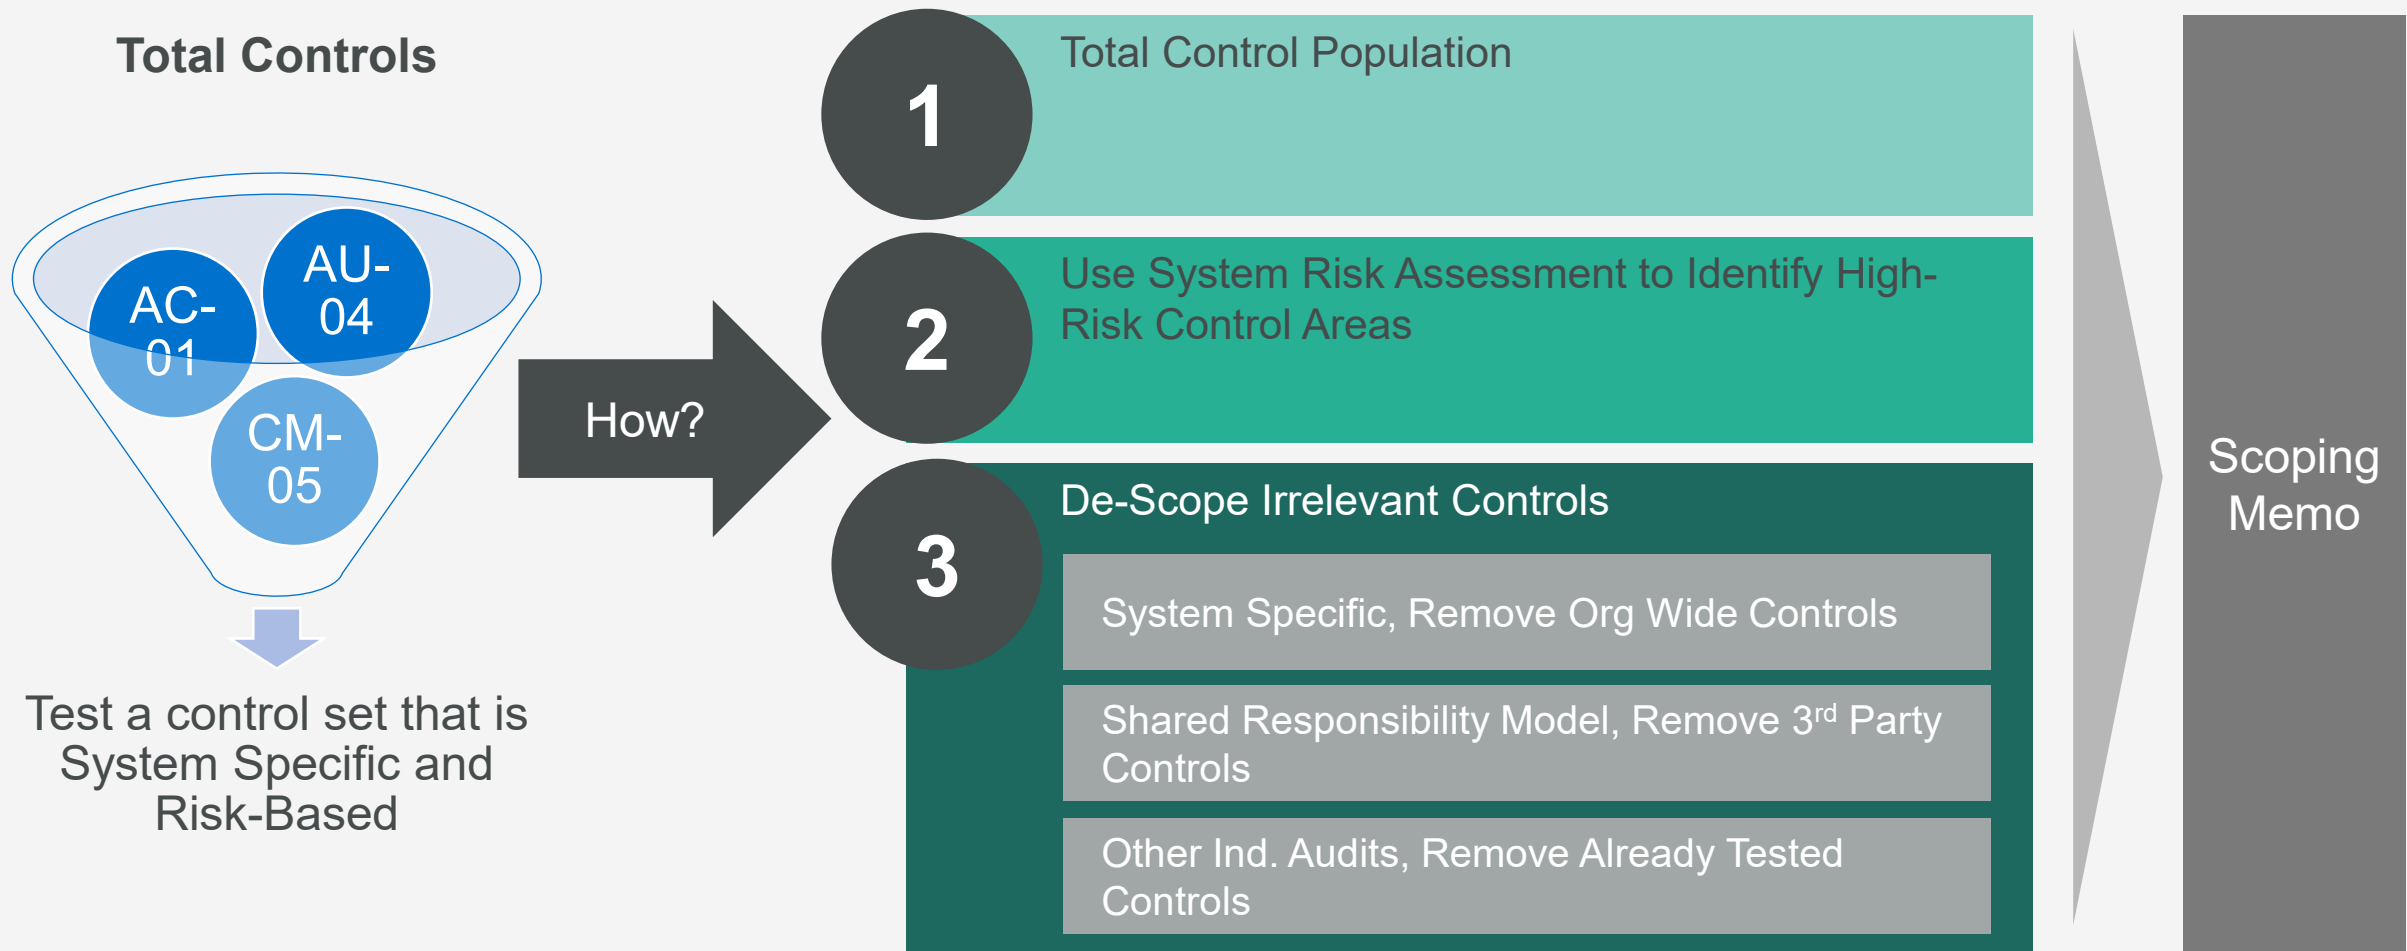 Total Controls
AC-
01
AU-
04
CM-
05
Test a control set that is
System Specific and
Risk-Based
How?
1
Total Control Population
2
Use System Risk Assessment to Identify High-
Risk Control Areas
3
De-Scope Irrelevant Controls
System Specific, Remove Org Wide Controls
Shared Responsibility Model, Remove 3rd Party
Controls
Other Ind. Audits, Remove Already Tested
Controls
Scoping
Memo